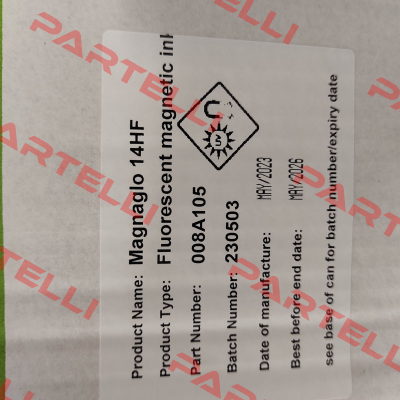 Product Name: Magnaglo 14HF
Product Type: Fluorescent magnetic ink
Part Number: 008A105
Batch Number: 230503
Date of manufacture: MAY/2023
Best before end date: MAY/2026
see base of can for batch number/expiry date
UV
PARTELLI
PARTELLI
PARTELLI
PARTELLI